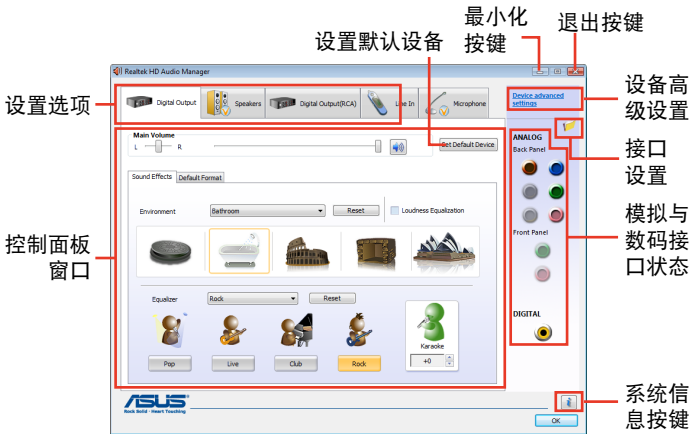 最小化
按键
退出按键
设置默认设备
Realtek HD Audio Manager
设置选项
Digital Output
Speakers
Digital Output(RCA)
Line In
Microphone
Device advanced
settings
设备高
级设置
Main Volume
L
R
Set Default Device
ANALOG
Back Panel
接口
设置
Sound Effects
Default Format
Environment
Bathroom
Reset
Loudness Equalization
模拟与
数码接
口状态
控制面板
窗口
Front Panel
Equalizer
Rock
Reset
Karaoke
+0
Pop
Live
Club
Rock
DIGITAL
ASUS
Rock Solid · Heart Touching
系统信
息按键
OK